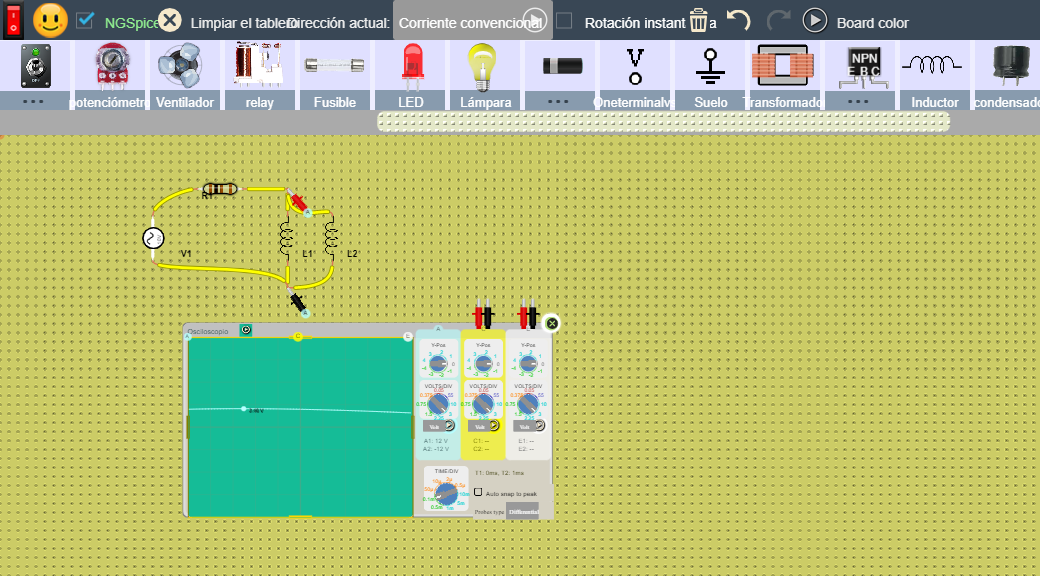 NGSpice
Limpiar el tablero
Dirección actual:
Corriente convencional
Rotación instant
a
Board color
potenciómetro
Ventilador
relay
Fusible
LED
Lámpara
Oneterminalv
Suelo
Transformado
NPN
E B C
Inductor
condensado
R1
V1
L1
L2
Osciloscopio
Y-Pos
Y-Pos
Y-Pos
VOLTS/DIV
VOLTS/DIV
VOLTS/DIV
Volt
Volt
Volt
A1: 12 V
A2: -12 V
C1: --
C2: --
E1: --
E2: --
TIME/DIV
T1: 0ms, T2: 1ms
Auto snap to peak
Probes type
Differential